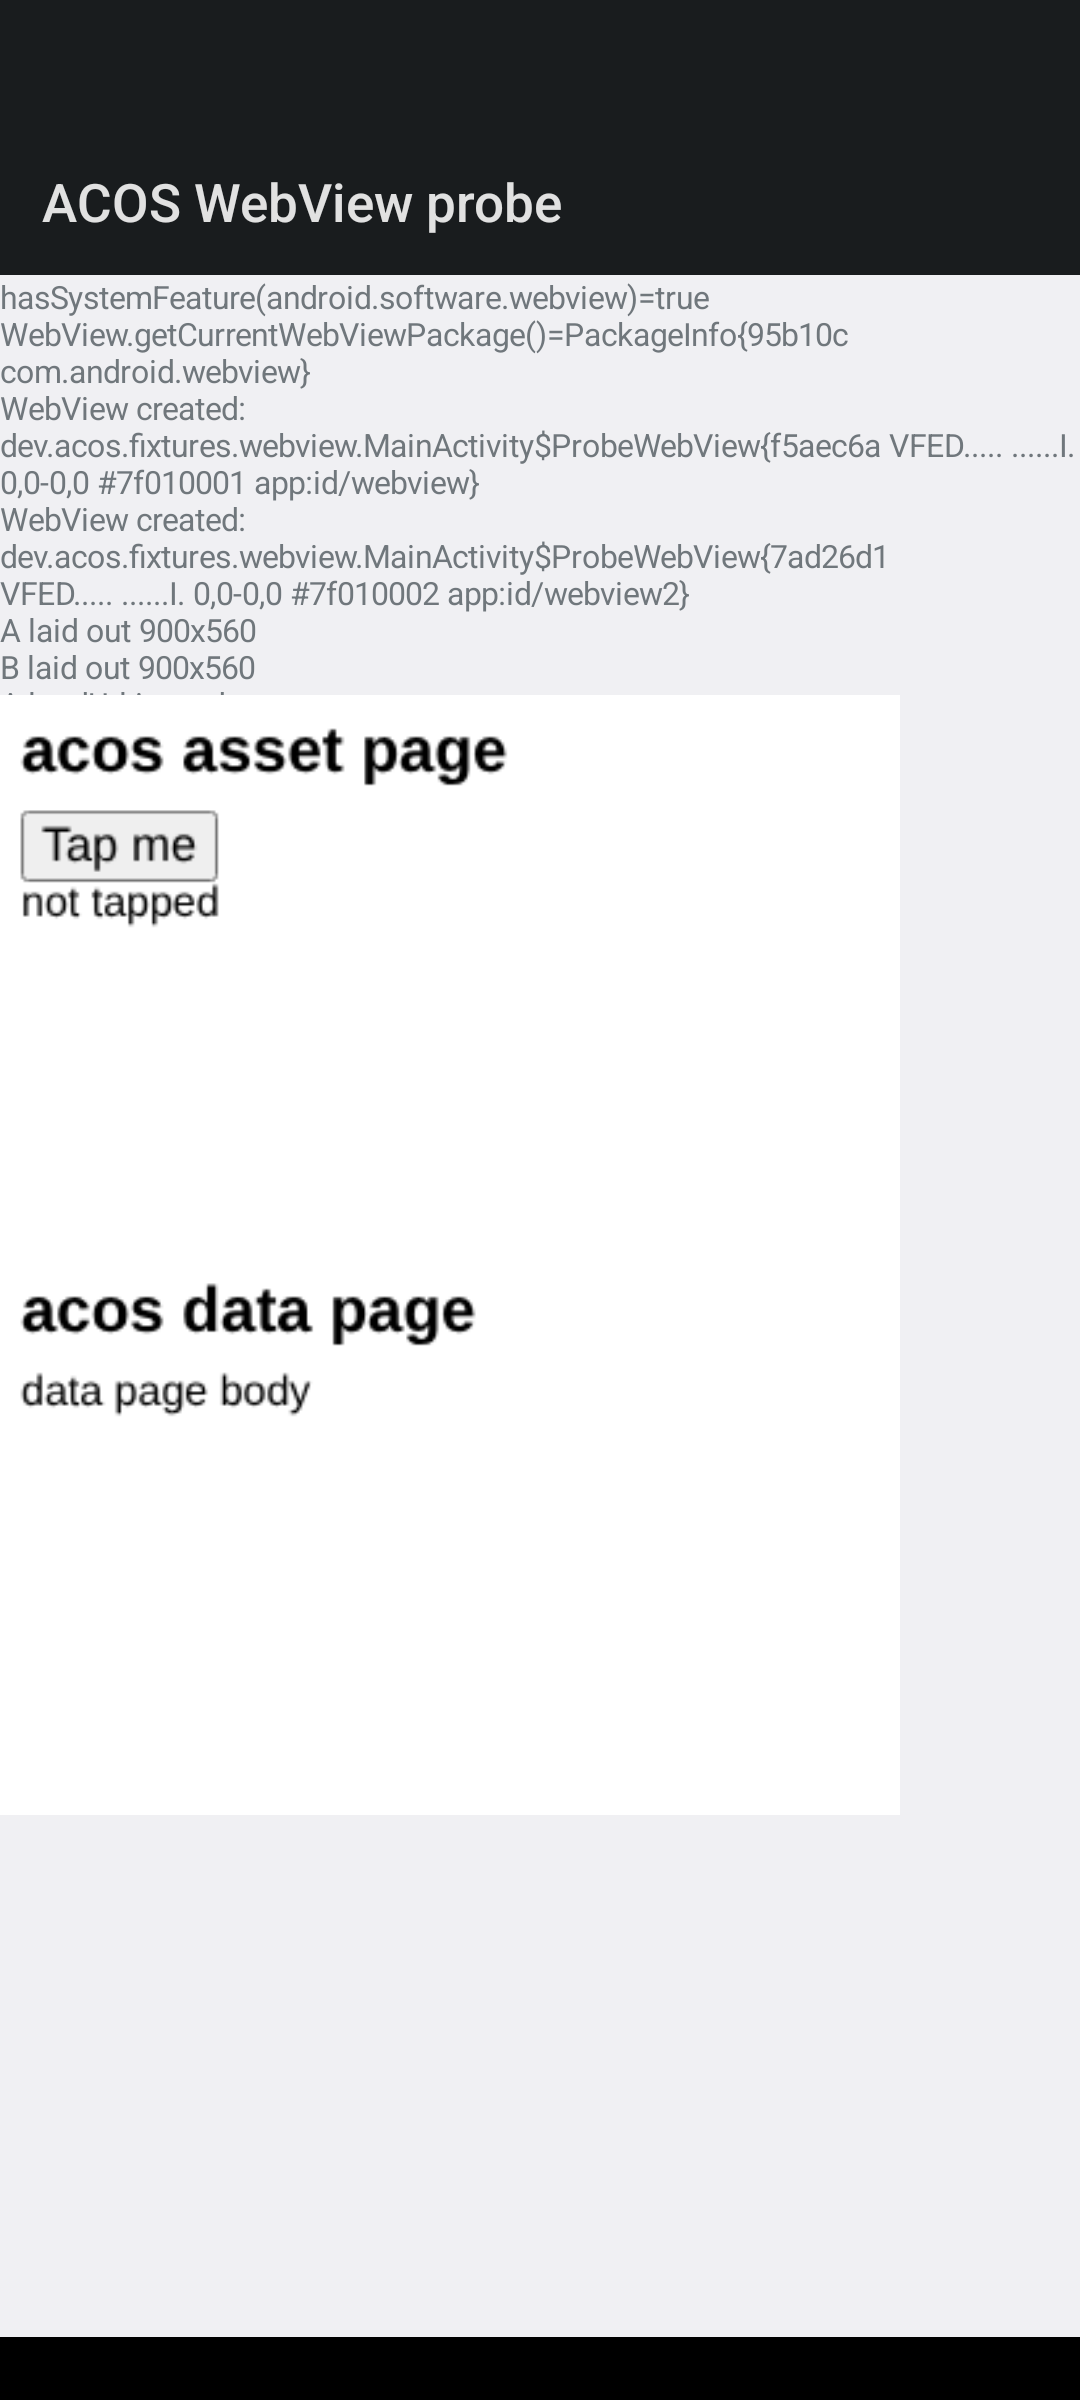 ACOS WebView probe
hasSystemFeature(android.software.webview)=true
WebView.getCurrentWebViewPackage()=PackageInfo{95b10c
com.android.webview}
WebView created:
dev.acos.fixtures.webview.MainActivity$ProbeWebView{f5aec6a VFED..... ......I.
0,0-0,0 #7f010001 app:id/webview}
WebView created:
dev.acos.fixtures.webview.MainActivity$ProbeWebView{7ad26d1
VFED..... ......I. 0,0-0,0 #7f010002 app:id/webview2}
A laid out 900x560
B laid out 900x560
acos asset page
Tap me
not tapped
acos data page
data page body